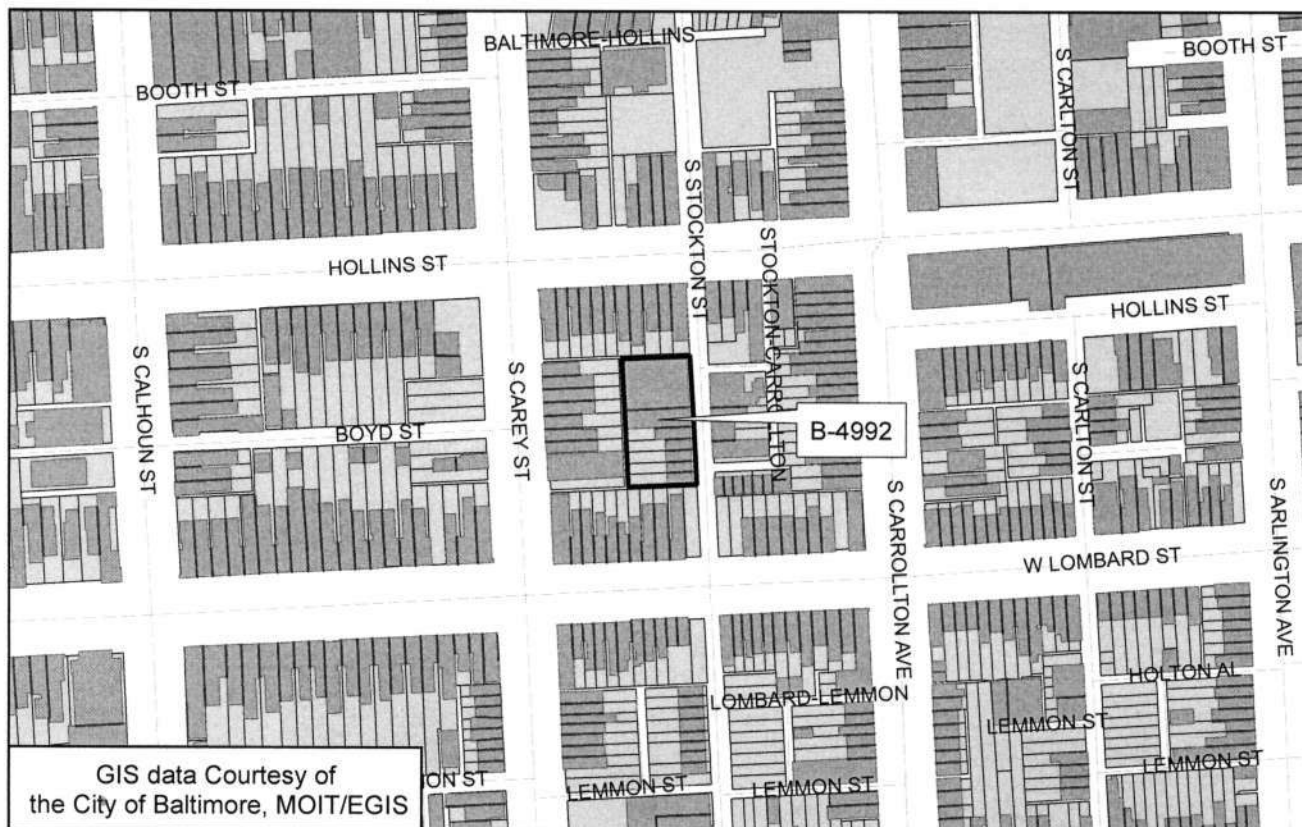 BALTIMORE-HOLLINS
BOOTH ST
BOOTH ST
S CARLTON ST
S STOCKTON ST
STOCKTON-CARROLLTON
HOLLINS ST
HOLLINS ST
S CALHOUN ST
S CAREY ST
BOYD ST
B-4992
S CARROLLTON AVE
S CARLTON ST
S ARLINGTON AVE
W LOMBARD ST
LOMBARD-LEMMON
HOLTON AL
LEMMON ST
LEMMON ST
LEMMON ST
LEMMON ST
ON ST
GIS data Courtesy of
the City of Baltimore, MOIT/EGIS